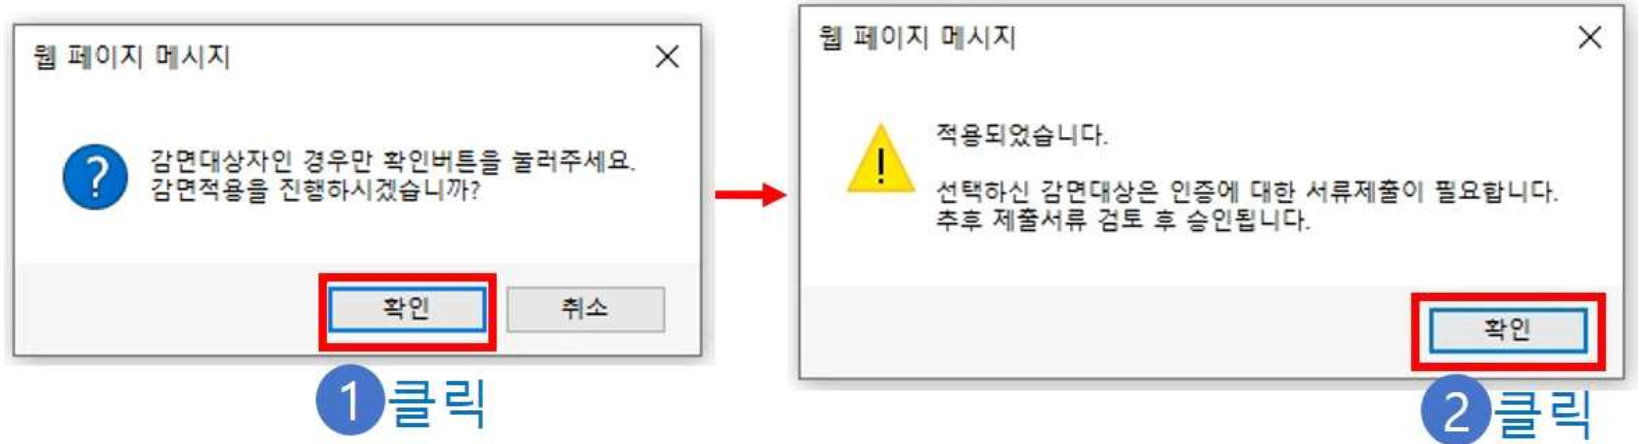 웹 페이지 메시지
감면대상자인 경우만 확인버튼을 눌러주세요.
감면적용을 진행하시겠습니까?
확인
취소
1 클릭
웹 페이지 메시지
적용되었습니다.
선택하신 감면대상은 인증에 대한 서류제출이 필요합니다.
추후 제출서류 검토 후 승인됩니다.
확인
2 클릭